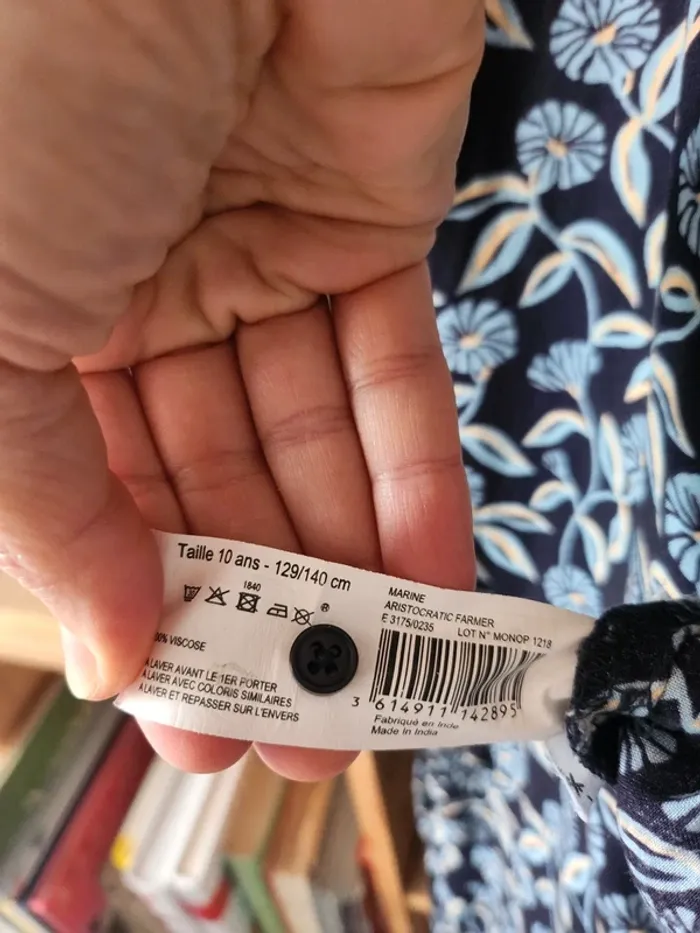 Taille 10 ans - 129/140 cm
1840
®
00% VISCOSE
A LAVER AVANT LE 1ER PORTER
A LAVER AVEC COLORIS SIMILAIRES
A LAVER ET REPASSER SUR L'ENVERS
MARINE
ARISTOCRATIC FARMER
E 3175/0235 LOT N° MONOP 1218
3 614911 142895
Fabriqué en Inde
Made in India